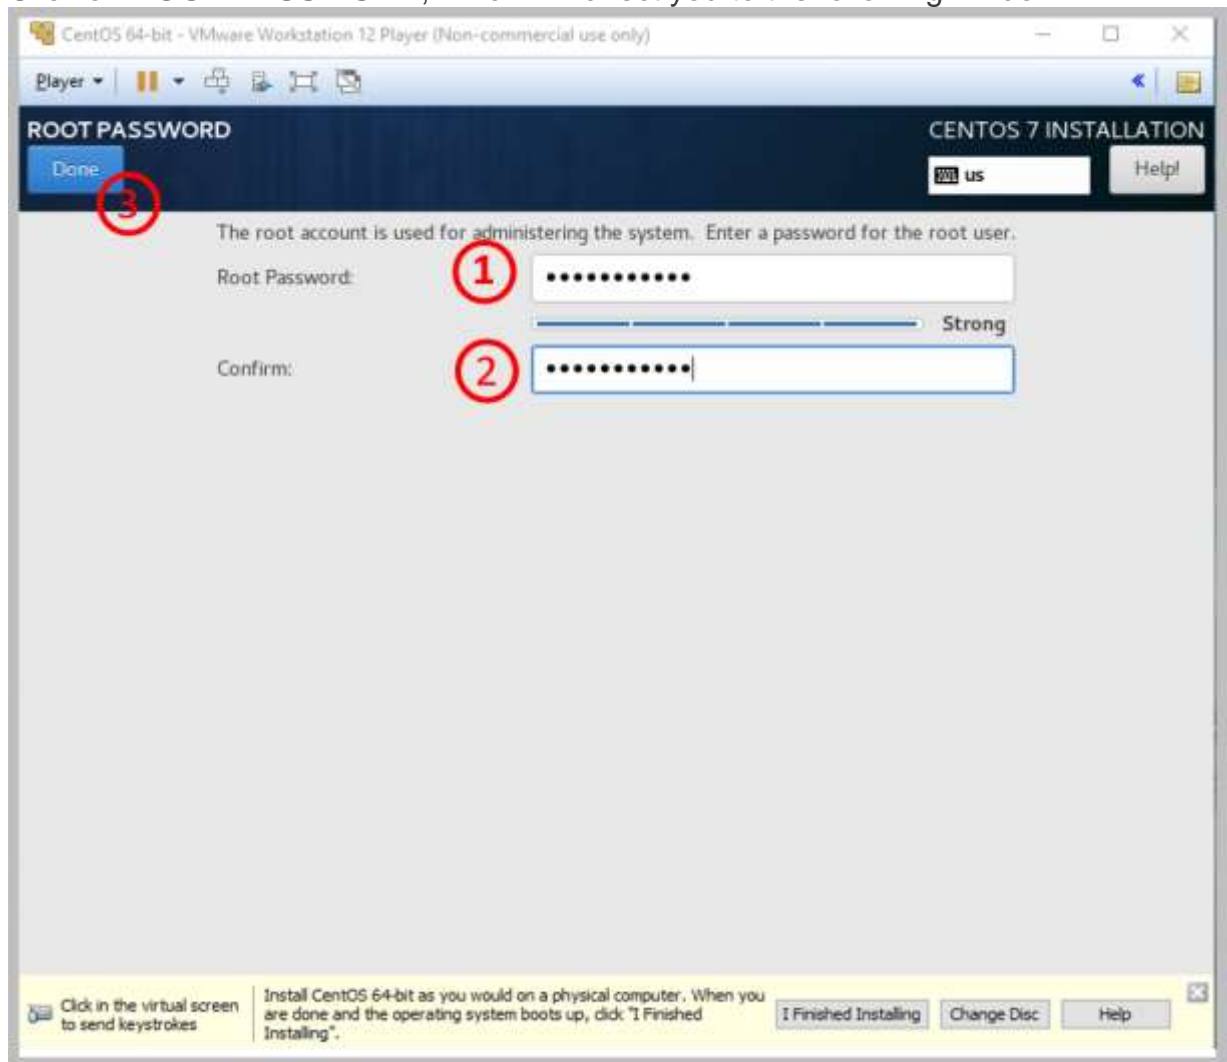 CentOS 64-bit - VMware Workstation 12 Player (Non-commercial use only)
Player
ROOT PASSWORD
CENTOS 7 INSTALLATION
Done
us
Help!
3
The root account is used for administering the system. Enter a password for the root user.
Root Password:
1
•••••••••••
Strong
Confirm:
2
•••••••••••
Click in the virtual screen
to send keystrokes
Install CentOS 64-bit as you would on a physical computer. When you
are done and the operating system boots up, click "I Finished
Installing".
I Finished Installing
Change Disc
Help